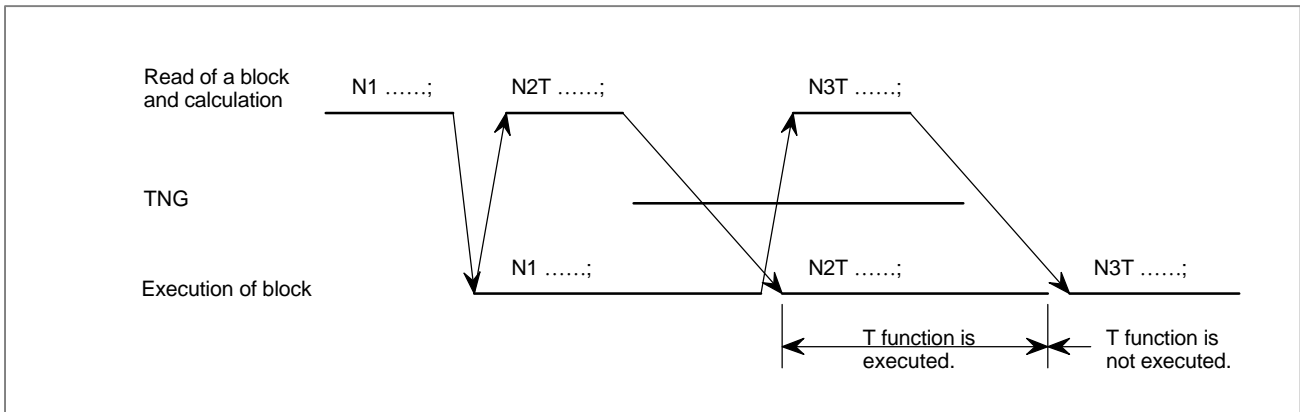 Read of a block
and calculation
N1 ……;
N2T ……;
N3T ……;
TNG
N1 ……;
N2T ……;
N3T ……;
Execution of block
T function is
executed.
T function is
not executed.